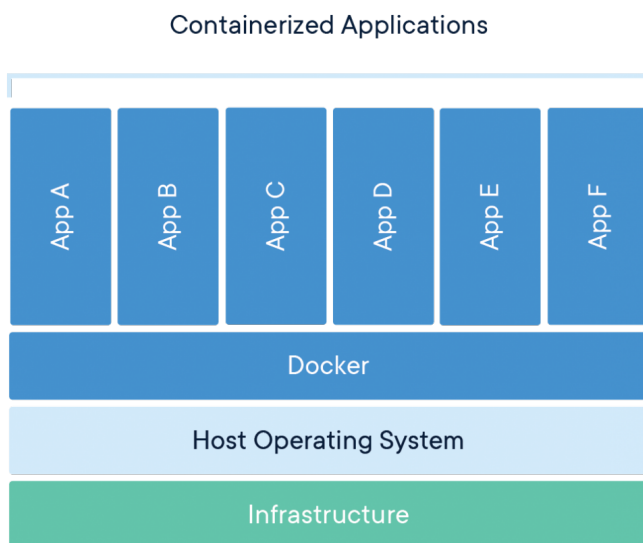 Containerized Applications
App A
App B
App C
App D
App E
App F
Docker
Host Operating System
Infrastructure